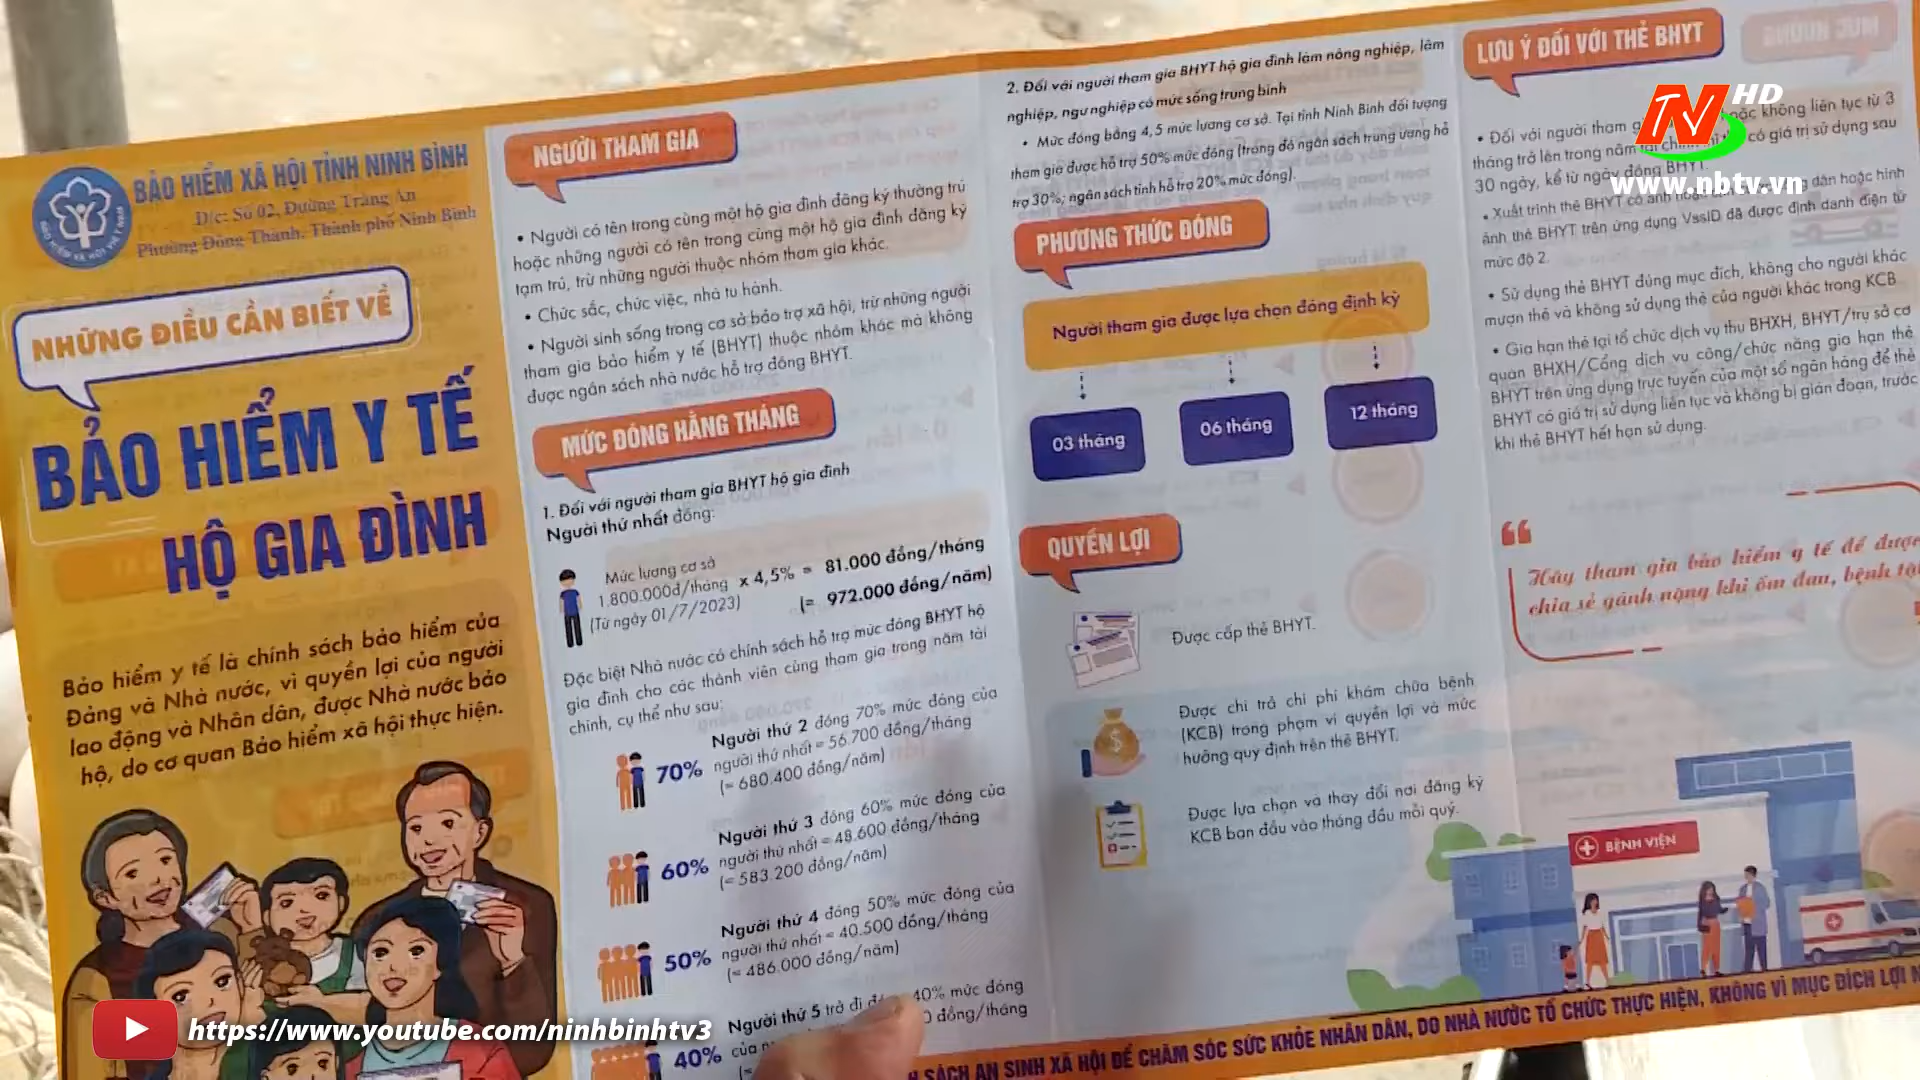 BẢO HIỂM XÃ HỘI TỈNH NINH BÌNH
Đ/c: Số 02, Đường Tràng An
Phường Đông Thành, Thành phố Ninh Bình
NHỮNG ĐIỀU CẦN BIẾT VỀ
BẢO HIỂM Y TẾ
HỘ GIA ĐÌNH
Bảo hiểm y tế là chính sách bảo hiểm của
Đảng và Nhà nước, vì quyền lợi của người
lao động và Nhân dân, được Nhà nước bảo
hộ, do cơ quan Bảo hiểm xã hội thực hiện.
NGƯỜI THAM GIA
• Người có tên trong cùng một hộ gia đình đăng ký thường trú
hoặc những người có tên trong cùng một hộ gia đình đăng ký
tạm trú, trừ những người thuộc nhóm tham gia khác.
• Chức sắc, chức việc, nhà tu hành.
• Người sinh sống trong cơ sở bảo trợ xã hội, trừ những người
tham gia bảo hiểm y tế (BHYT) thuộc nhóm khác mà không
được ngân sách nhà nước hỗ trợ đóng BHYT.
MỨC ĐÓNG HẰNG THÁNG
1. Đối với người tham gia BHYT hộ gia đình
Người thứ nhất đóng:
Mức lương cơ sở
1.800.000đ/tháng x 4,5% = 81.000 đồng/tháng
(Từ ngày 01/7/2023) (= 972.000 đồng/năm)
Đặc biệt Nhà nước có chính sách hỗ trợ mức đóng BHYT hộ
gia đình cho các thành viên cùng tham gia trong năm tài
chính, cụ thể như sau:
70% Người thứ 2 đóng 70% mức đóng của
người thứ nhất = 56.700 đồng/tháng
(= 680.400 đồng/năm)
60% Người thứ 3 đóng 60% mức đóng của
người thứ nhất = 48.600 đồng/tháng
(= 583.200 đồng/năm)
50% Người thứ 4 đóng 50% mức đóng của
người thứ nhất = 40.500 đồng/tháng
(= 486.000 đồng/năm)
40% Người thứ 5 trở đi 40% mức đóng
của đồng/tháng
(=
2. Đối với người tham gia BHYT hộ gia đình làm nông nghiệp, lâm
nghiệp, ngư nghiệp có mức sống trung bình
• Mức đóng bằng 4,5 mức lương cơ sở. Tại tỉnh Ninh Bình đối tượng
tham gia được hỗ trợ 50% mức đóng (trong đó ngân sách trung ương hỗ
trợ 30%; ngân sách tỉnh hỗ trợ 20% mức đóng).
PHƯƠNG THỨC ĐÓNG
Người tham gia được lựa chọn đóng định kỳ
03 tháng
06 tháng
12 tháng
QUYỀN LỢI
Được cấp thẻ BHYT.
Được chi trả chi phí khám chữa bệnh
(KCB) trong phạm vi quyền lợi và mức
hưởng quy định trên thẻ BHYT.
Được lựa chọn và thay đổi nơi đăng ký
KCB ban đầu vào tháng đầu mỗi quý.
LƯU Ý ĐỐI VỚI THẺ BHYT
• Đối với người tham g hoặc không liên tục từ 3
tháng trở lên trong năm tài chính thì có giá trị sử dụng sau
30 ngày, kể từ ngày đóng BHYT.
• Xuất trình thẻ BHYT có ảnh hoặc dân hoặc hình
ảnh thẻ BHYT trên ứng dụng VssID đã được định danh điện tử
mức độ 2.
• Sử dụng thẻ BHYT đúng mục đích, không cho người khác
mượn thẻ và không sử dụng thẻ của người khác trong KCB
• Gia hạn thẻ tại tổ chức dịch vụ thu BHXH, BHYT/trụ sở cơ
quan BHXH/Cổng dịch vụ công/chức năng gia hạn thẻ
BHYT trên ứng dụng trực tuyến của một số ngân hàng để thẻ
BHYT có giá trị sử dụng liên tục và không bị gián đoạn, trước
khi thẻ BHYT hết hạn sử dụng.
Hãy tham gia bảo hiểm y tế để được
chia sẻ gánh nặng khi ốm đau, bệnh tậ
BỆNH VIỆN
H SÁCH AN SINH XÃ HỘI ĐỂ CHĂM SÓC SỨC KHỎE NHÂN DÂN, DO NHÀ NƯỚC TỔ CHỨC THỰC HIỆN, KHÔNG VÌ MỤC ĐÍCH LỢI N
HD
www.nbtv.vn
https://www.youtube.com/ninhbinhtv3